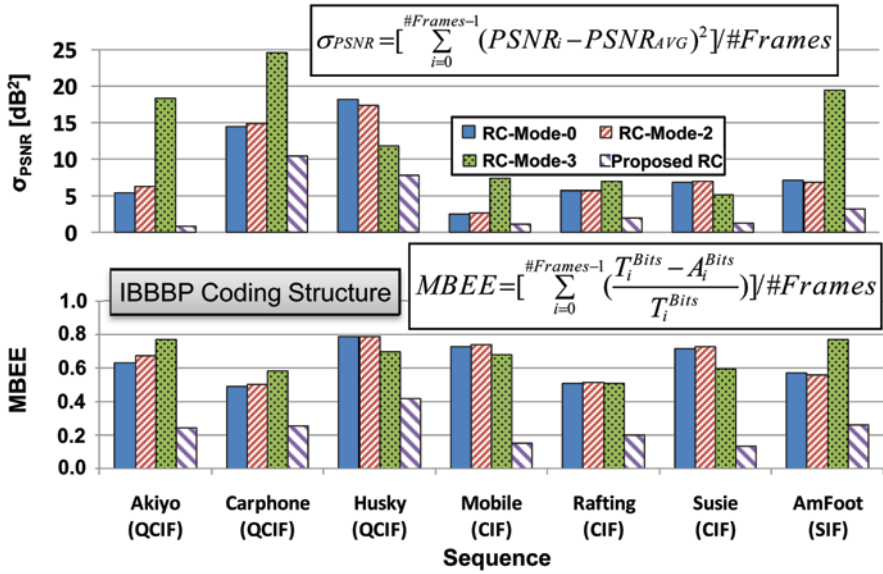 σPSNR =[ #Frames−1 ∑ i=0 (PSNRi − PSNRAVG)²]/#Frames
25
20
15
10
5
0
σPSNR [dB²]
RC-Mode-0
RC-Mode-2
RC-Mode-3
Proposed RC
IBBBP Coding Structure
MBEE=[ #Frames−1 ∑ i=0 ( (Ti^Bits − Ai^Bits) / Ti^Bits )]/#Frames
1.0
0.8
0.6
0.4
0.2
0.0
MBEE
Akiyo Carphone Husky Mobile Rafting Susie AmFoot
(QCIF) (QCIF) (QCIF) (CIF) (CIF) (CIF) (SIF)
Sequence